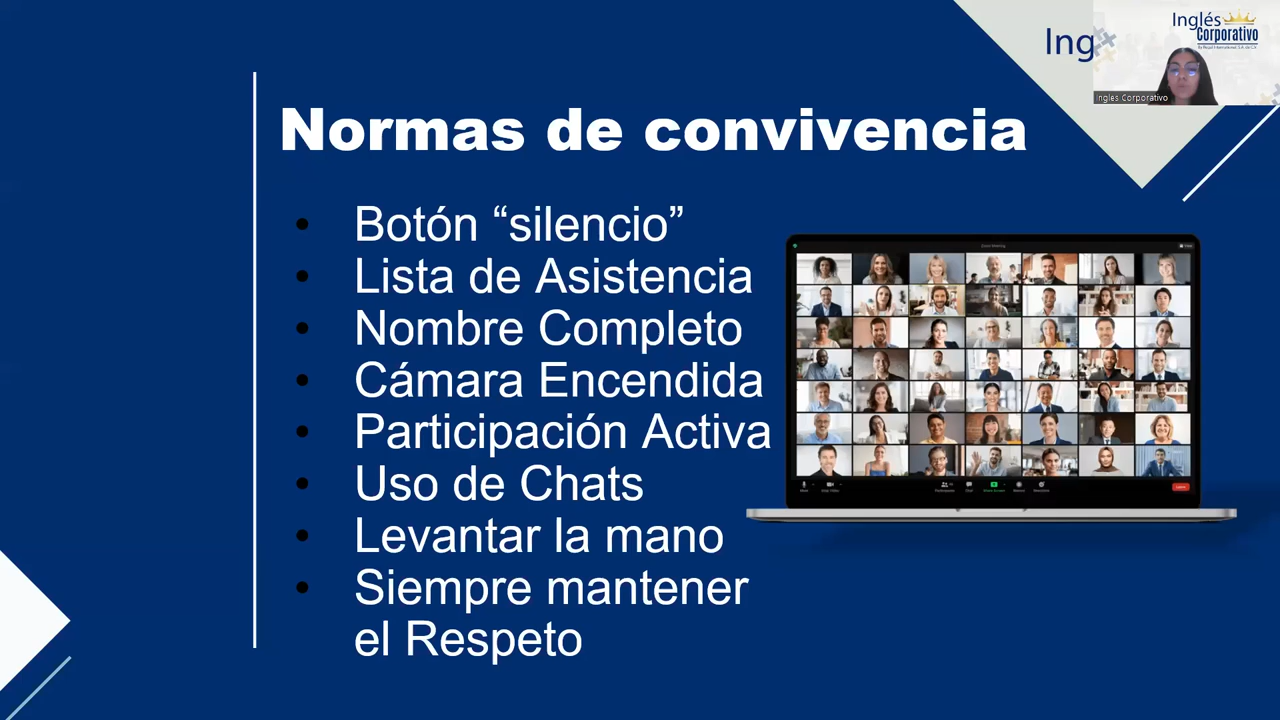 Ing
Inglés
Corporativo
Ingles Corporativo
Normas de convivencia
• Botón “silencio”
• Lista de Asistencia
• Nombre Completo
• Cámara Encendida
• Participación Activa
• Uso de Chats
• Levantar la mano
• Siempre mantener
el Respeto